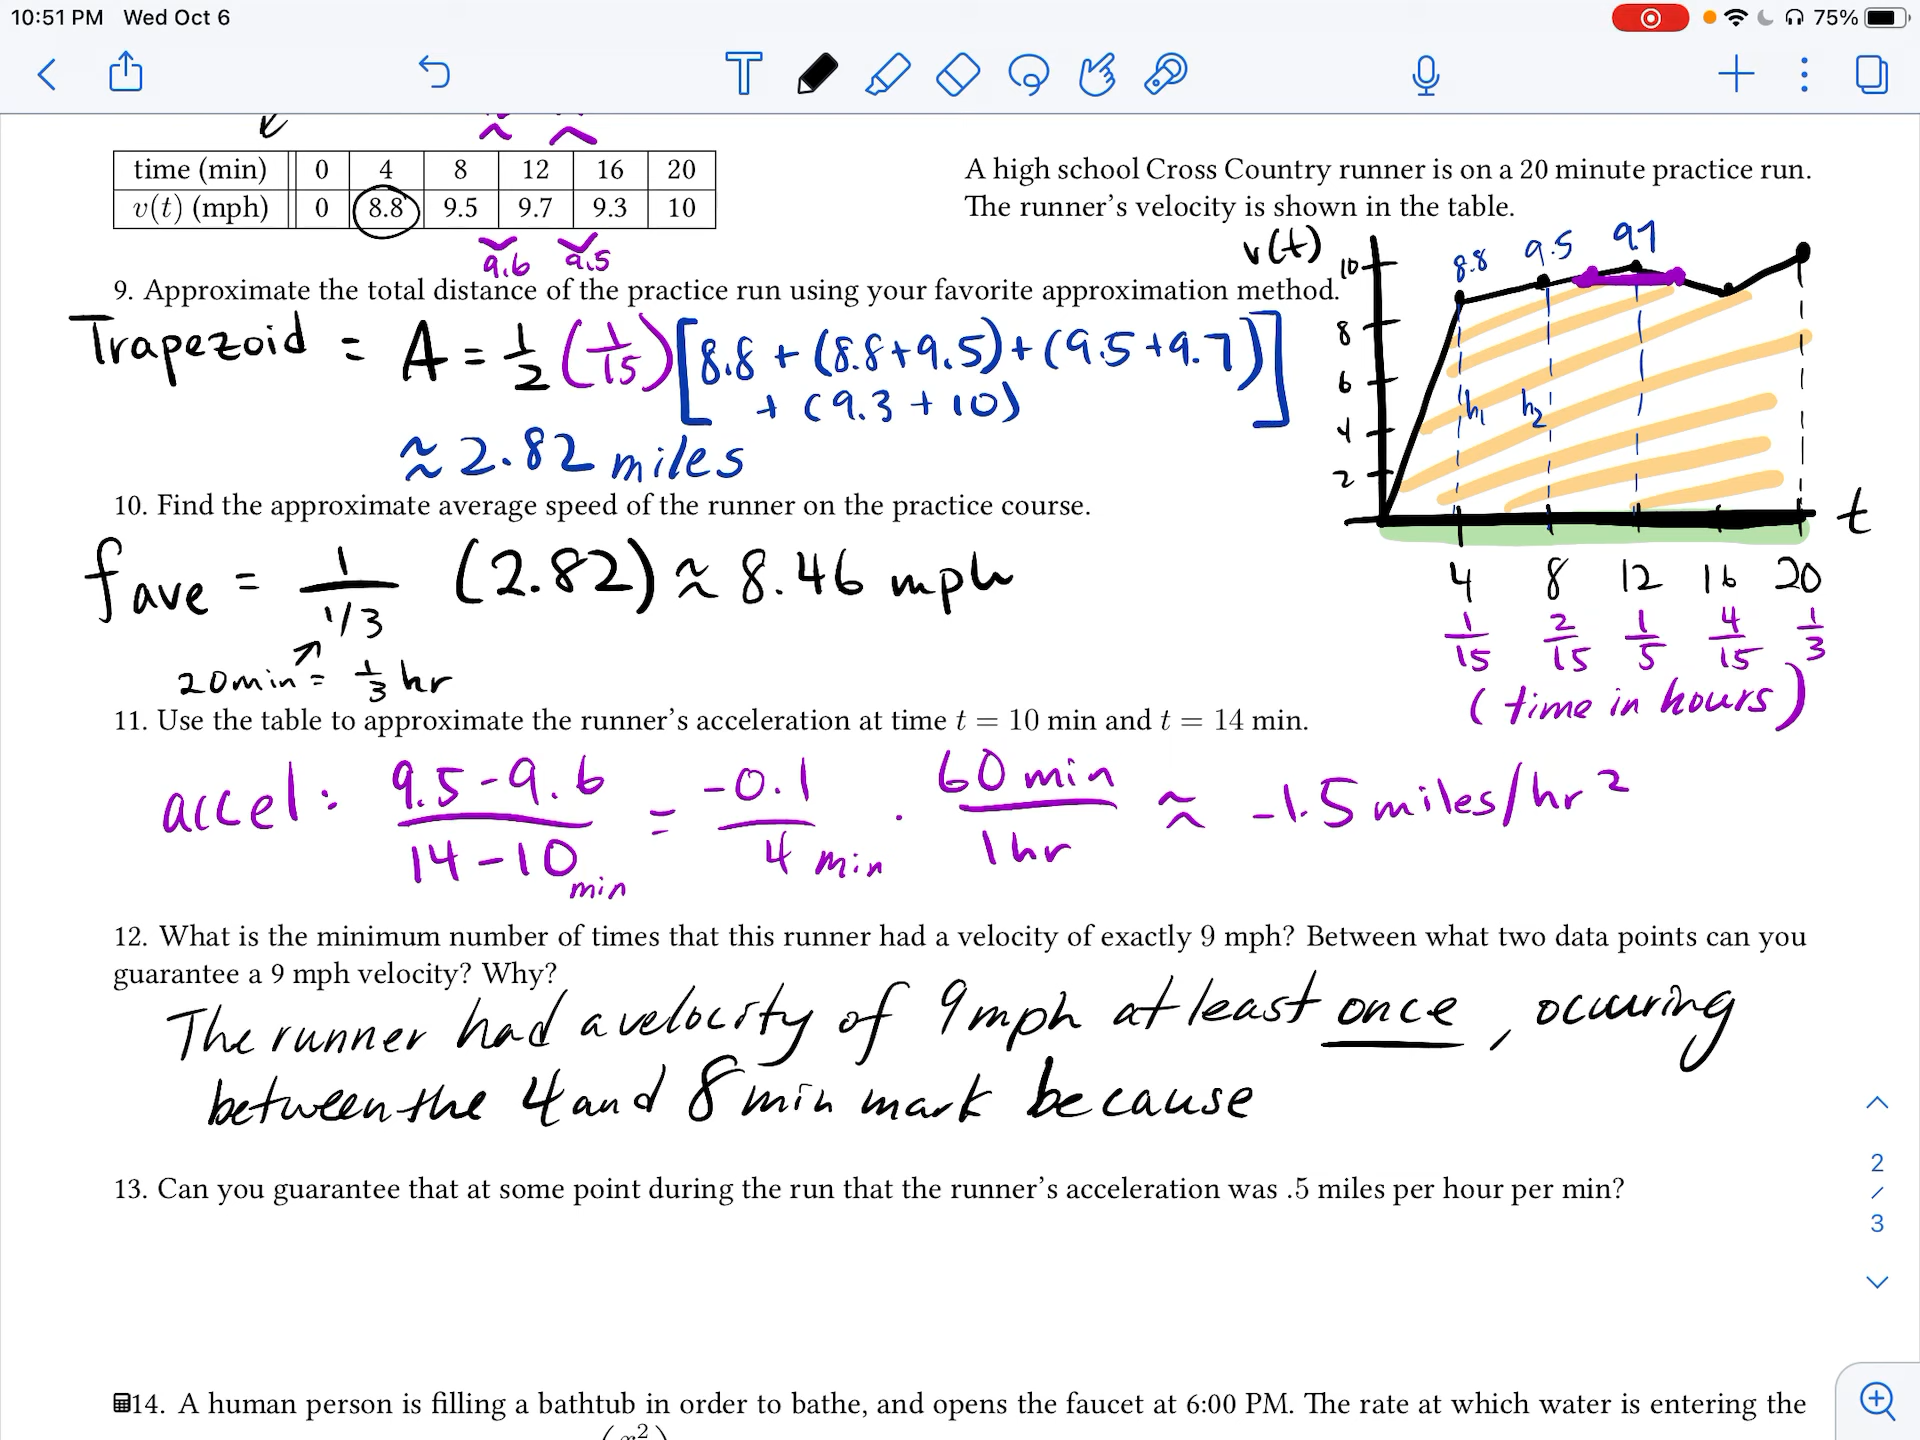 10:51 PM Wed Oct 6
75%
T
time (min) 0 4 8 12 16 20
v(t) (mph) 0 8.8 9.5 9.7 9.3 10
9.6 9.5
A high school Cross Country runner is on a 20 minute practice run.
The runner's velocity is shown in the table.
9. Approximate the total distance of the practice run using your favorite approximation method.
Trapezoid = A = 1/2 (1/15) [8.8 + (8.8+9.5) + (9.5+9.7)
+ (9.3 + 10)]
≈ 2.82 miles
v(t)
8.8 9.5 9.7
10
8
6
4
2
h1 h2
t
4 8 12 16 20
1/15 2/15 1/5 4/15 1/3
(time in hours)
10. Find the approximate average speed of the runner on the practice course.
fave = 1/(1/3) (2.82) ≈ 8.46 mph
20min = 1/3 hr
11. Use the table to approximate the runner's acceleration at time t = 10 min and t = 14 min.
accel: (9.5-9.6)/(14-10 min) = -0.1/(4 min) · 60 min/1hr ≈ -1.5 miles/hr²
12. What is the minimum number of times that this runner had a velocity of exactly 9 mph? Between what two data points can you
guarantee a 9 mph velocity? Why?
The runner had a velocity of 9mph at least once, occuring
between the 4 and 8 min mark because
13. Can you guarantee that at some point during the run that the runner's acceleration was .5 miles per hour per min?
2
/
3
14. A human person is filling a bathtub in order to bathe, and opens the faucet at 6:00 PM. The rate at which water is entering the